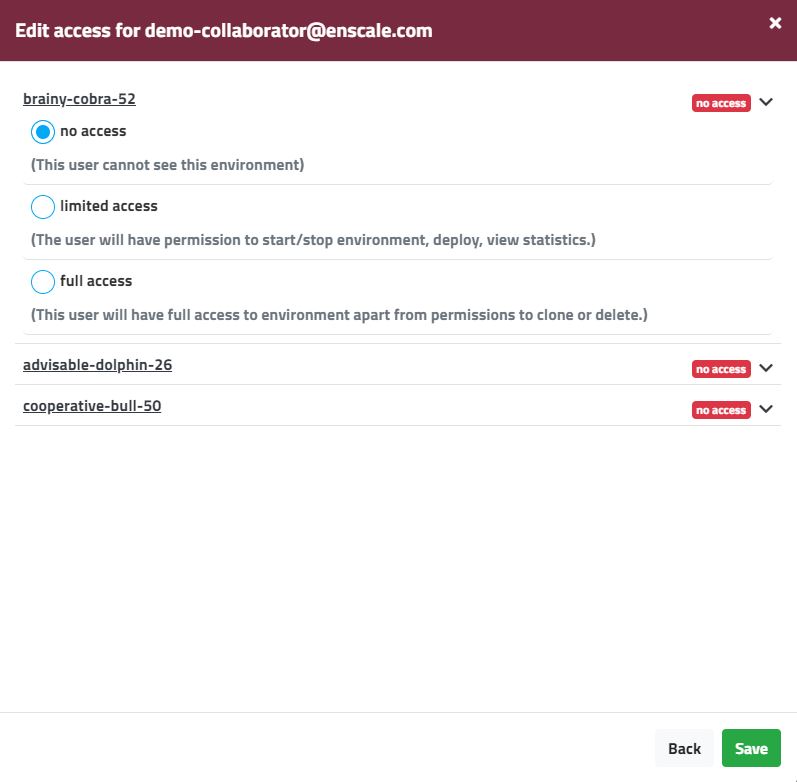 Edit access for demo-collaborator@enscale.com
brainy-cobra-52 no access
no access
(This user cannot see this environment)
limited access
(The user will have permission to start/stop environment, deploy, view statistics.)
full access
(This user will have full access to environment apart from permissions to clone or delete.)
advisable-dolphin-26 no access
cooperative-bull-50 no access
Back Save